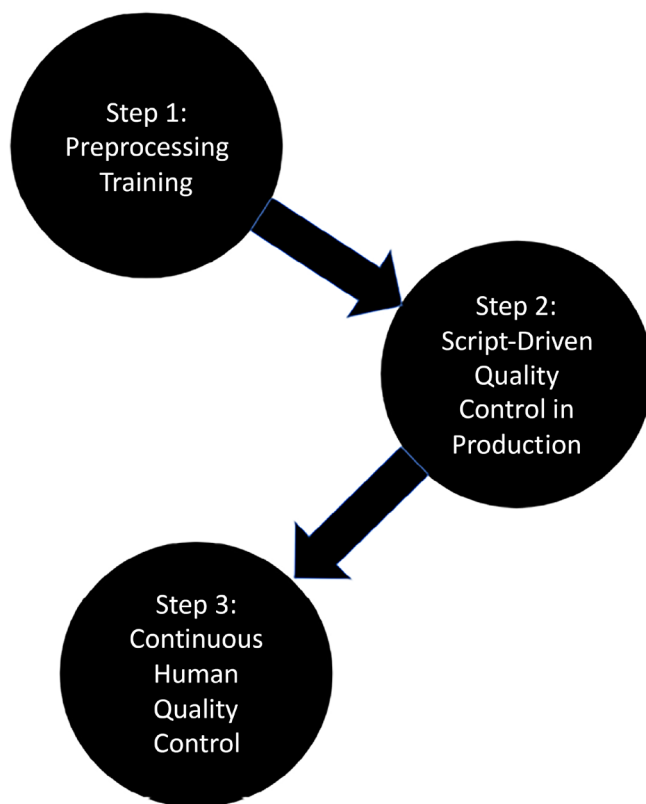 Step 1:
Preprocessing
Training
Step 2:
Script-Driven
Quality
Control in
Production
Step 3:
Continuous
Human
Quality
Control